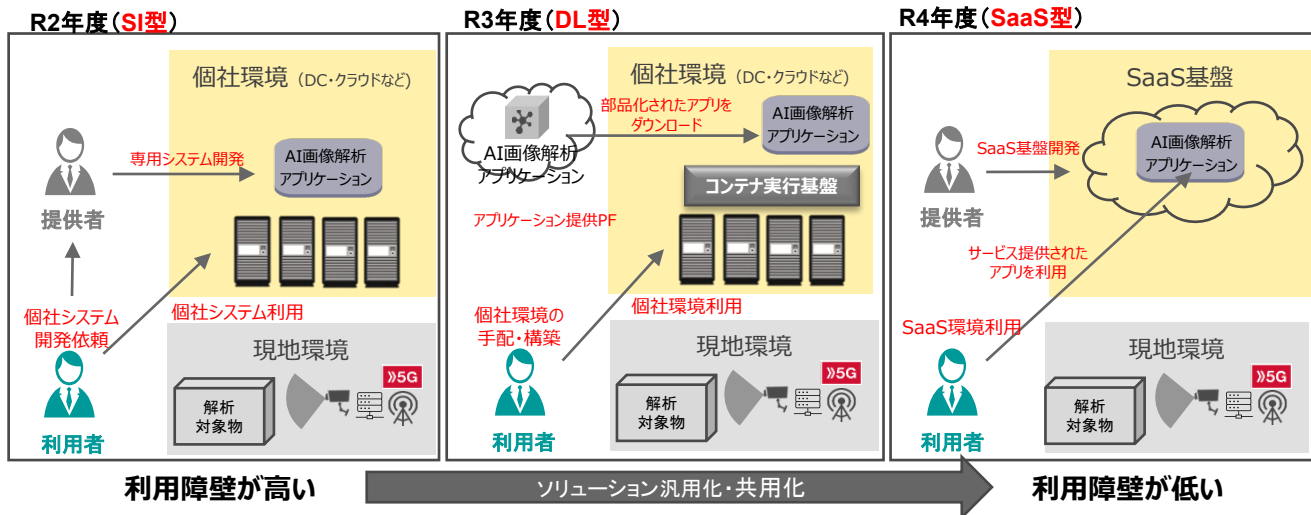 R2年度（SI型）
個社環境（DC・クラウドなど）
AI画像解析
アプリケーション
専用システム開発
提供者
個社システム
開発依頼
個社システム利用
現地環境
解析
対象物
5G
利用者
R3年度（DL型）
個社環境（DC・クラウドなど）
部品化されたアプリを
ダウンロード
AI画像解析
アプリケーション
AI画像解析
アプリケーション
コンテナ実行基盤
アプリケーション提供PF
個社環境の
手配・構築
個社環境利用
現地環境
解析
対象物
5G
利用者
R4年度（SaaS型）
SaaS基盤
AI画像解析
アプリケーション
SaaS基盤開発
提供者
サービス提供された
アプリを利用
SaaS環境利用
現地環境
解析
対象物
5G
利用者
利用障壁が高い
ソリューション汎用化・共用化
利用障壁が低い